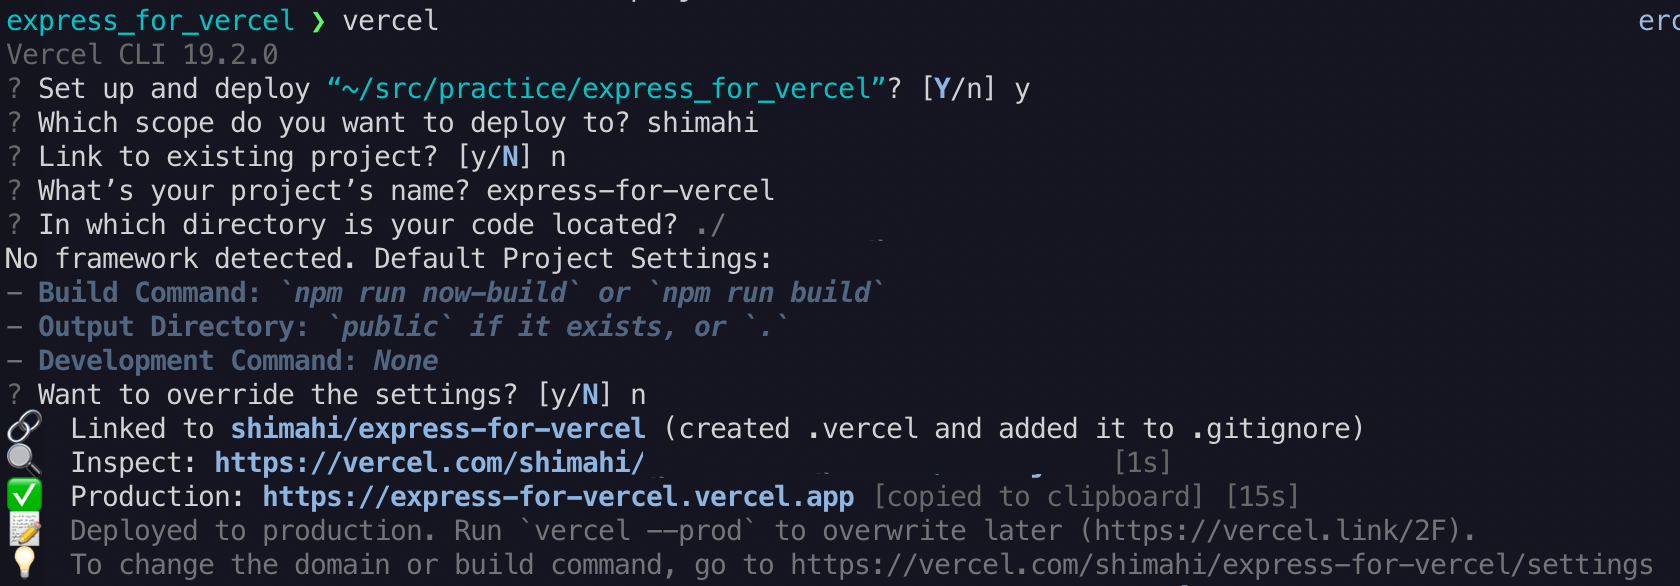 express_for_vercel ❯ vercel
Vercel CLI 19.2.0
? Set up and deploy “~/src/practice/express_for_vercel”? [Y/n] y
? Which scope do you want to deploy to? shimahi
? Link to existing project? [y/N] n
? What’s your project’s name? express-for-vercel
? In which directory is your code located? ./
No framework detected. Default Project Settings:
- Build Command: `npm run now-build` or `npm run build`
- Output Directory: `public` if it exists, or `.`
- Development Command: None
? Want to override the settings? [y/N] n
🔗 Linked to shimahi/express-for-vercel (created .vercel and added it to .gitignore)
🔍 Inspect: https://vercel.com/shimahi/ [1s]
✅ Production: https://express-for-vercel.vercel.app [copied to clipboard] [15s]
📝 Deployed to production. Run `vercel --prod` to overwrite later (https://vercel.link/2F).
💡 To change the domain or build command, go to https://vercel.com/shimahi/express-for-vercel/settings